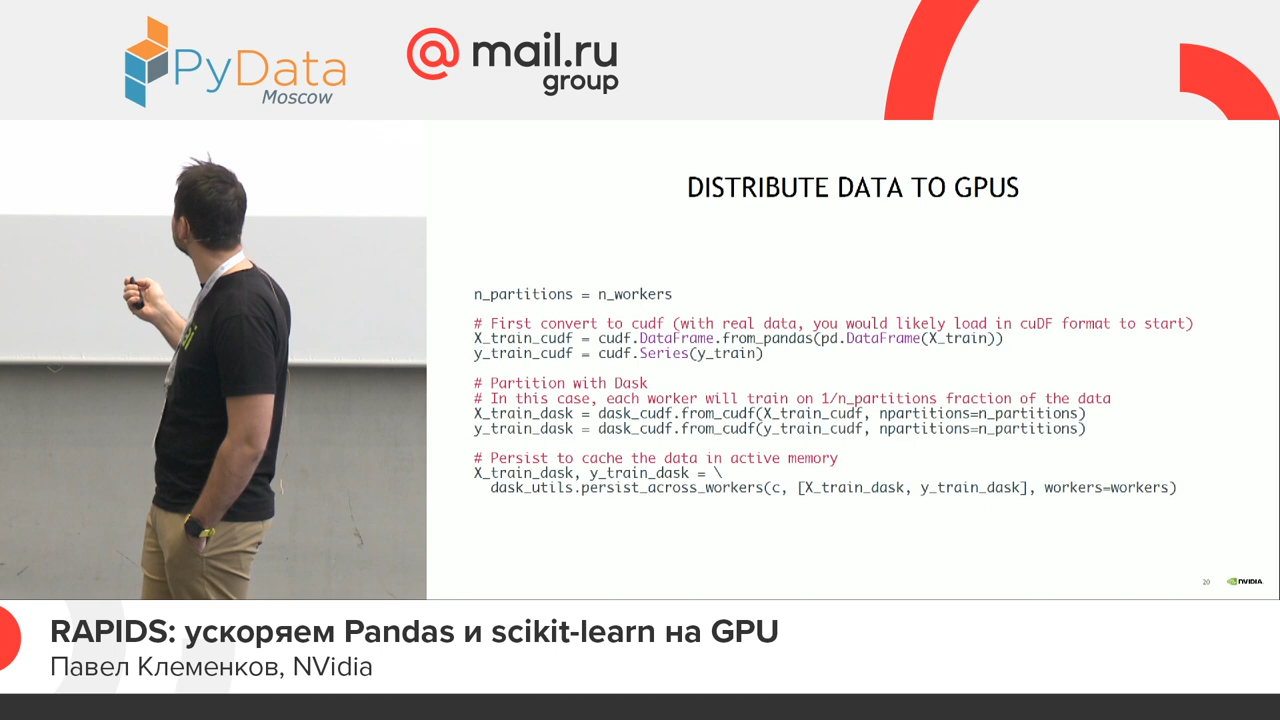 PyData
Moscow
@mail.ru
group
DISTRIBUTE DATA TO GPUS
n_partitions = n_workers
# First convert to cudf (with real data, you would likely load in cuDF format to start)
X_train_cudf = cudf.DataFrame.from_pandas(pd.DataFrame(X_train))
y_train_cudf = cudf.Series(y_train)
# Partition with Dask
# In this case, each worker will train on 1/n_partitions fraction of the data
X_train_dask = dask_cudf.from_cudf(X_train_cudf, npartitions=n_partitions)
y_train_dask = dask_cudf.from_cudf(y_train_cudf, npartitions=n_partitions)
# Persist to cache the data in active memory
X_train_dask, y_train_dask = \
dask_utils.persist_across_workers(c, [X_train_dask, y_train_dask], workers=workers)
20
NVIDIA.
RAPIDS: ускоряем Pandas и scikit-learn на GPU
Павел Клеменков, NVidia